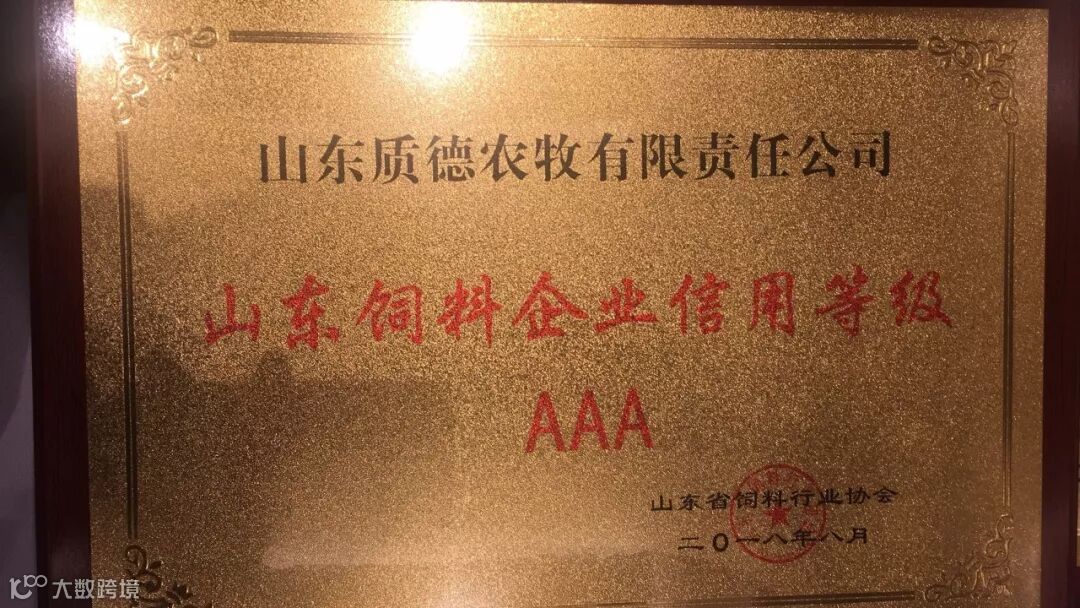 山东质德农牧有限责任公司
山东饲料企业信用等级
AAA
山东省饲料行业协会
二〇一八年八月
大数跨境